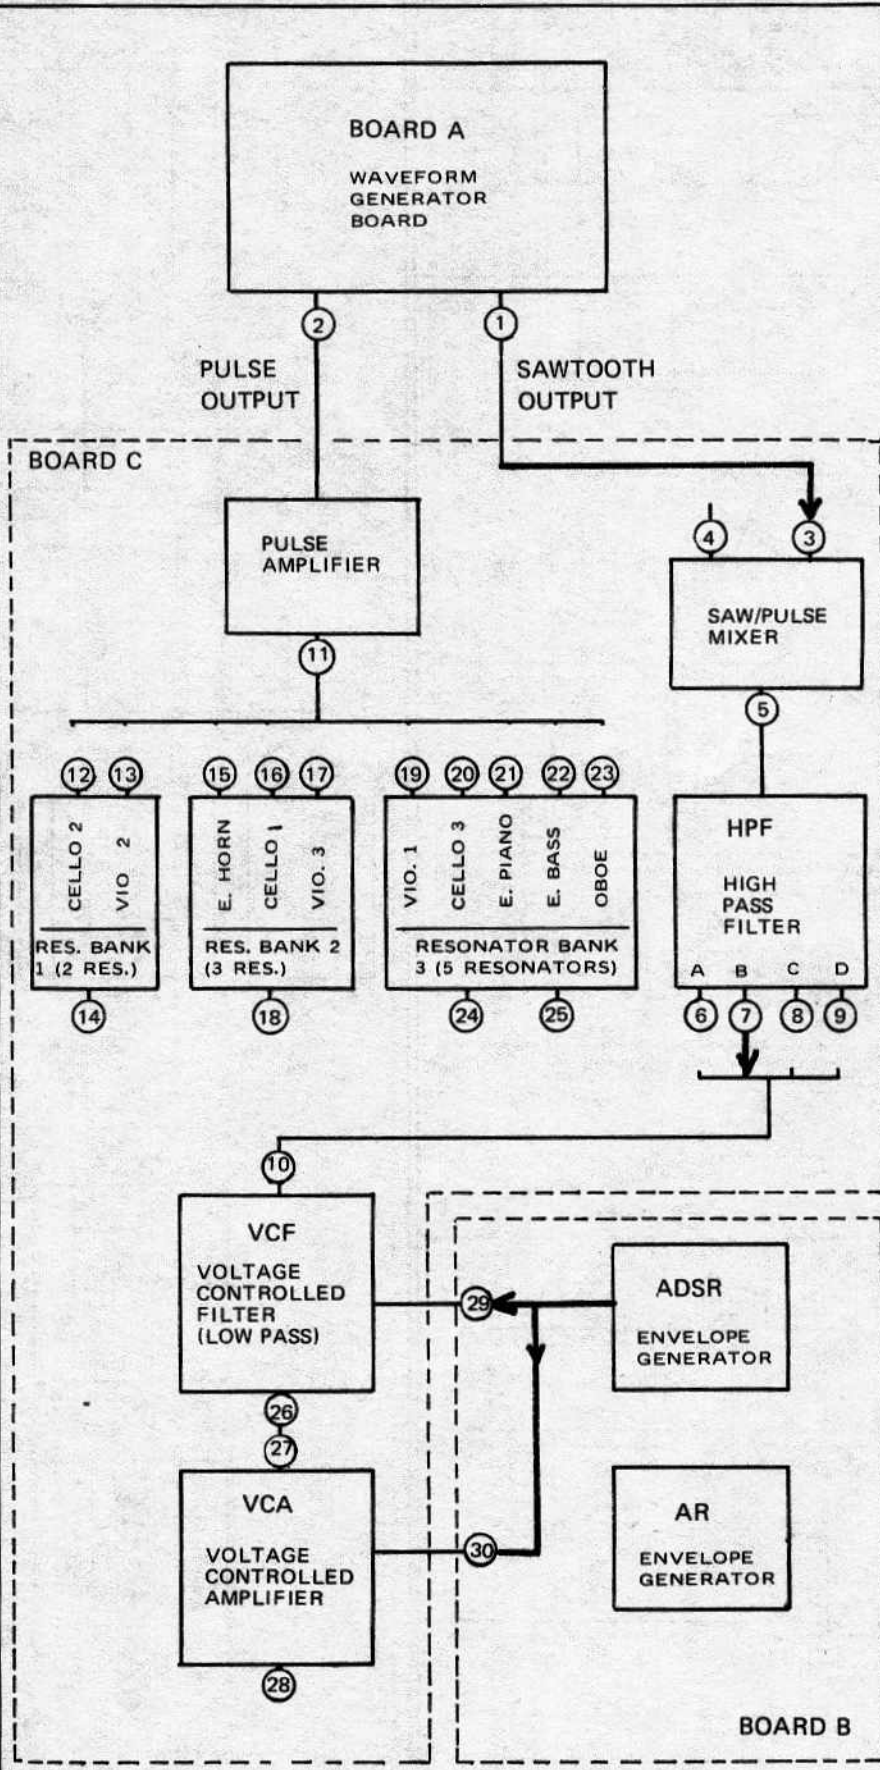 BOARD A
WAVEFORM
GENERATOR
BOARD
2
1
PULSE
OUTPUT
SAWTOOTH
OUTPUT
BOARD C
PULSE
AMPLIFIER
4
3
SAW/PULSE
MIXER
11
5
12 13 15 16 17 19 20 21 22 23
CELLO 2
VIO 2
RES. BANK
1 (2 RES.)
14
E. HORN
CELLO 1
VIO. 3
RES. BANK 2
(3 RES.)
18
VIO. 1
CELLO 3
E. PIANO
E. BASS
OBOE
RESONATOR BANK
3 (5 RESONATORS)
24 25
HPF
HIGH
PASS
FILTER
A B C D
6 7 8 9
10
VCF
VOLTAGE
CONTROLLED
FILTER
(LOW PASS)
29
ADSR
ENVELOPE
GENERATOR
26
27
VCA
VOLTAGE
CONTROLLED
AMPLIFIER
30
AR
ENVELOPE
GENERATOR
28
BOARD B